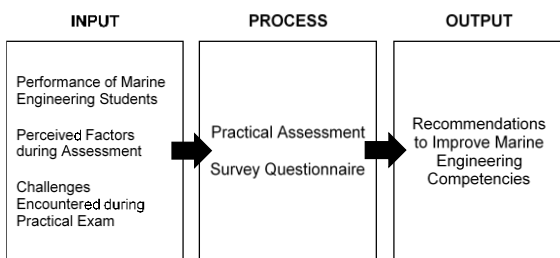 INPUT
Performance of Marine
Engineering Students
Perceived Factors
during Assessment
Challenges
Encountered during
Practical Exam
PROCESS
Practical Assessment
Survey Questionnaire
OUTPUT
Recommendations
to Improve Marine
Engineering
Competencies